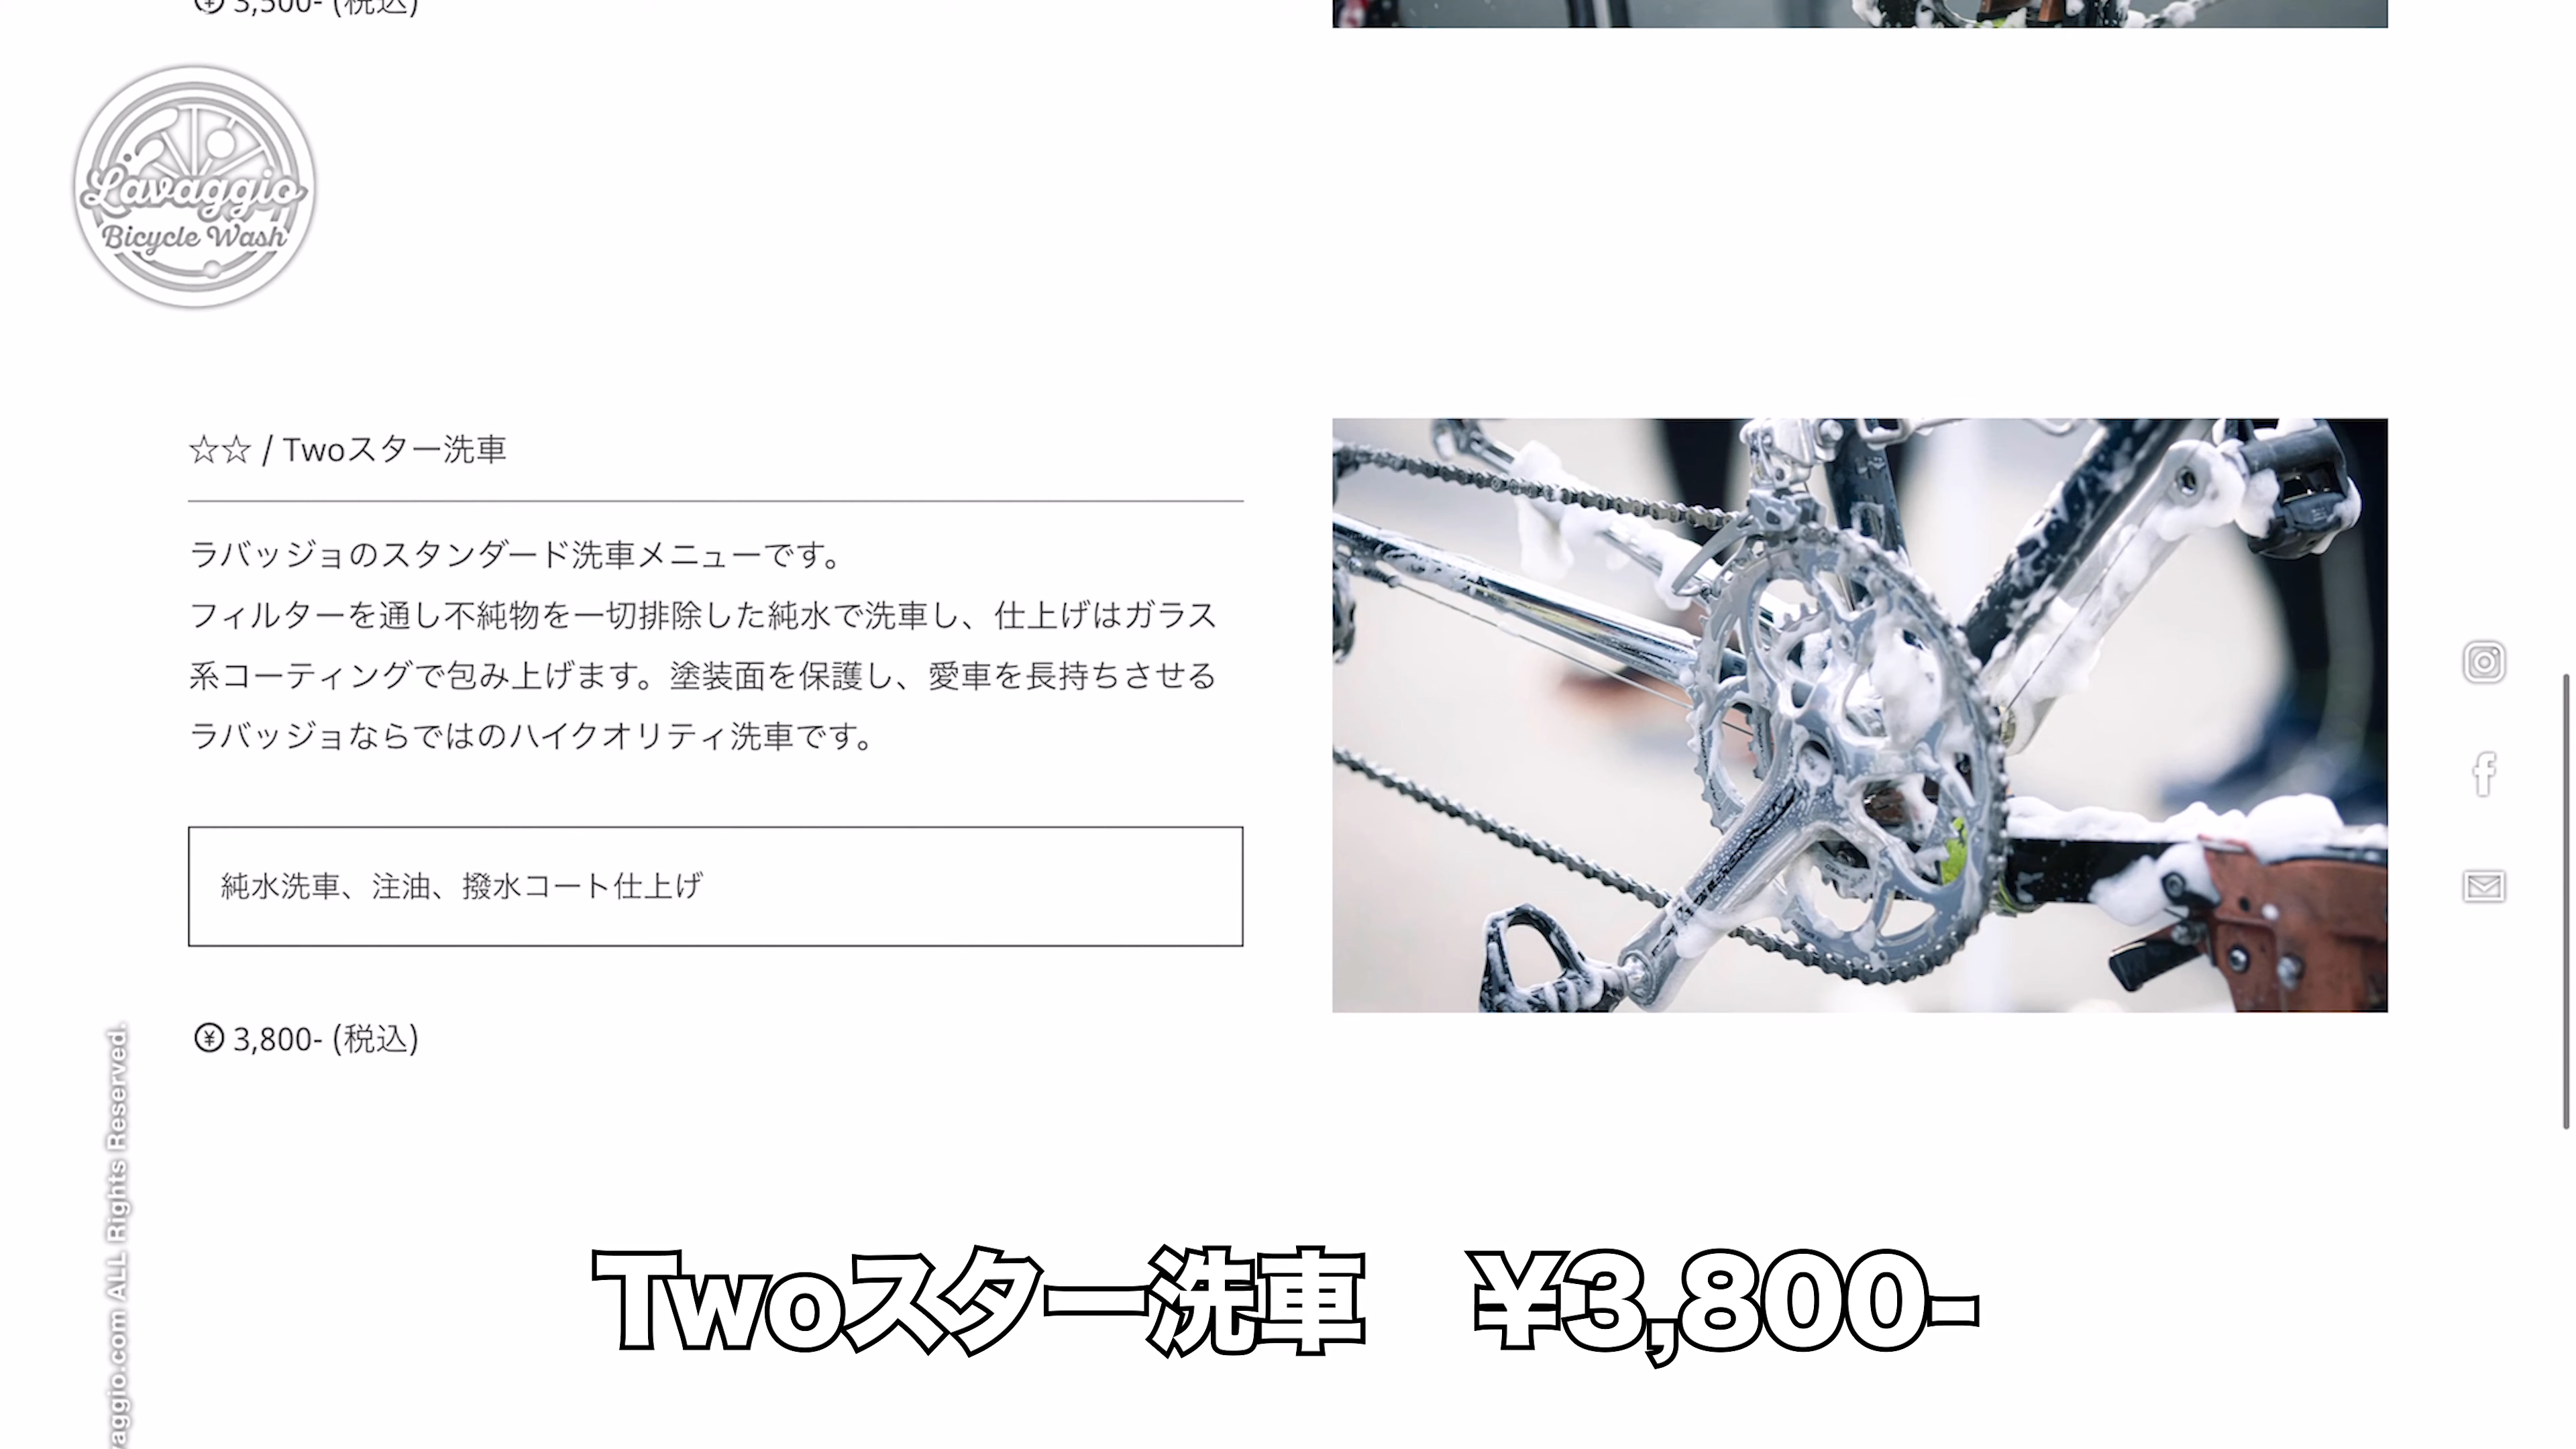 3,500- (税込)
Lavaggio
Bicycle Wash
☆☆ / Twoスター洗車
ラバッジョのスタンダード洗車メニューです。
フィルターを通し不純物を一切排除した純水で洗車し、仕上げはガラス
系コーティングで包み上げます。塗装面を保護し、愛車を長持ちさせる
ラバッジョならではのハイクオリティ洗車です。
純水洗車、注油、撥水コート仕上げ
¥ 3,800- (税込)
vaggio.com ALL Rights Reserved.
Twoスター洗車 ¥3,800-